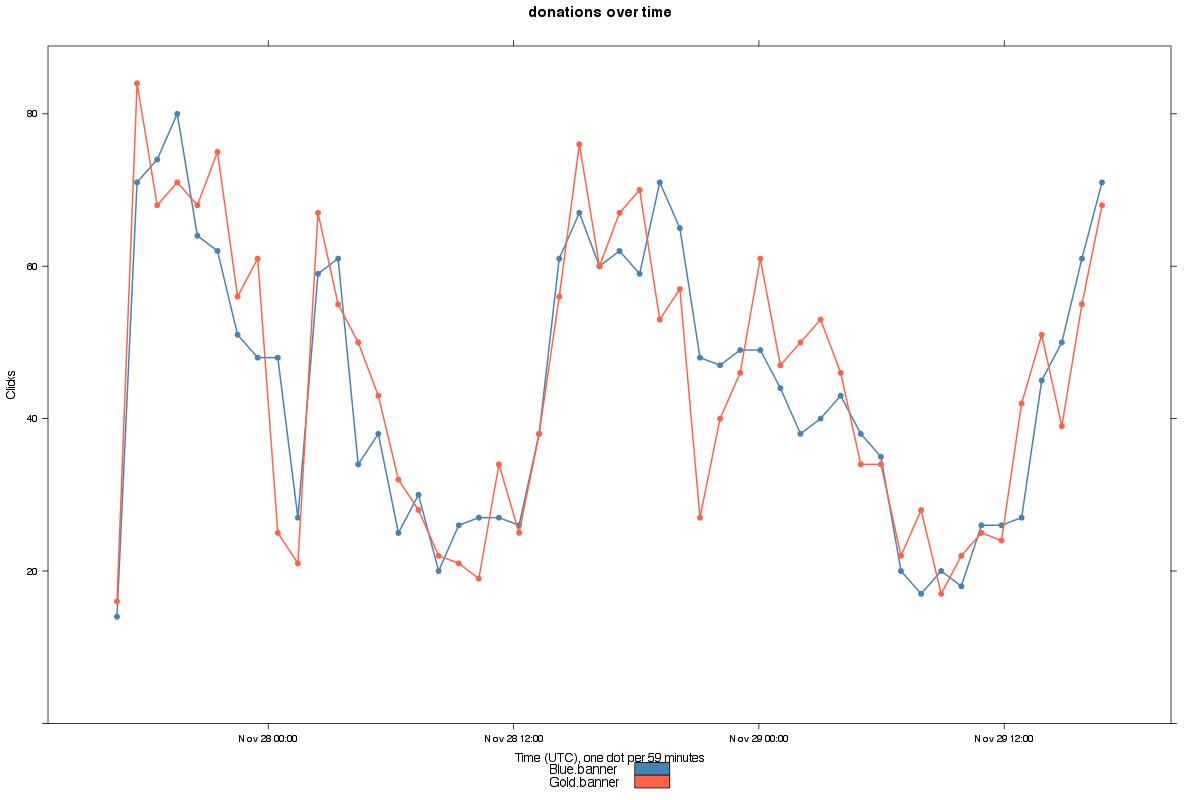 donations over time
80
60
40
20
Clicks
Nov 28 00:00
Nov 28 12:00
Nov 29 00:00
Nov 29 12:00
Time (UTC), one dot per 59 minutes
Blue.banner
Gold.banner